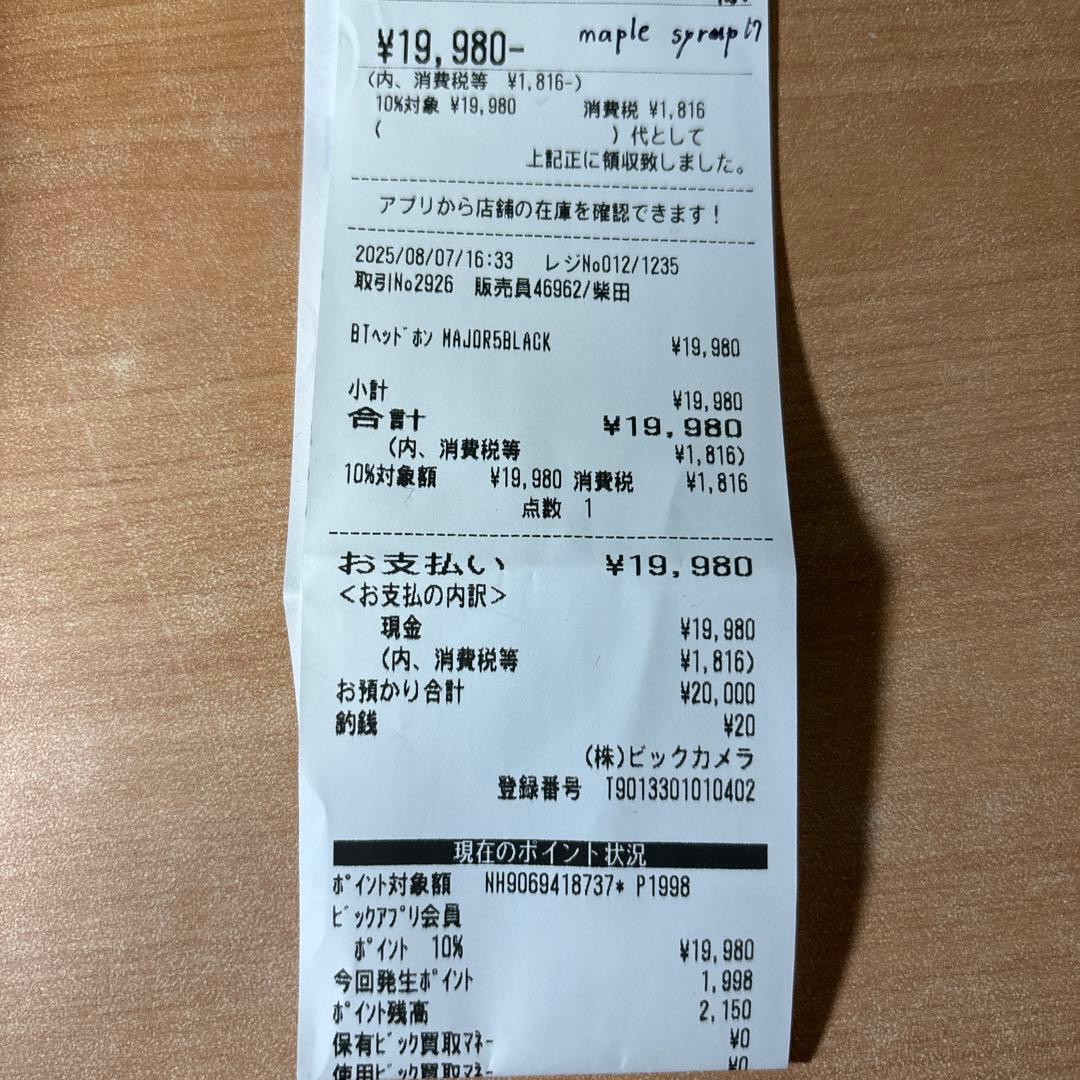 ¥19,980-
maple syrup17
(内、消費税等 ¥1,816-)
10%対象 ¥19,980 消費税 ¥1,816
( )代として
上記正に領収致しました。
アプリから店舗の在庫を確認できます!
2025/08/07/16:33 レジNo012/1235
取引No2926 販売員46962/柴田
BTヘッドホン MAJOR5BLACK ¥19,980
小計 ¥19,980
合計 ¥19,980
(内、消費税等 ¥1,816)
10%対象額 ¥19,980 消費税 ¥1,816
点数 1
お支払い ¥19,980
<お支払の内訳>
現金 ¥19,980
(内、消費税等 ¥1,816)
お預かり合計 ¥20,000
釣銭 ¥20
(株)ビックカメラ
登録番号 T9013301010402
現在のポイント状況
ポイント対象額 NH9069418737* P1998
ビックアプリ会員
ポイント 10% ¥19,980
今回発生ポイント 1,998
ポイント残高 2,150
保有ビック買取マネー ¥0
使用ビック買取マネー ¥0